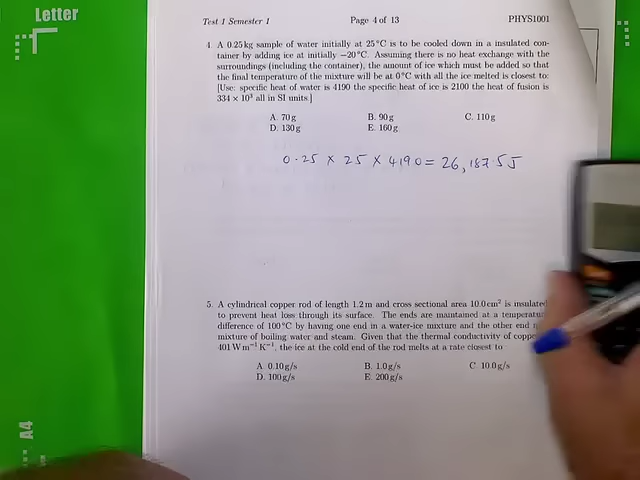 Letter
Test 1 Semester 1 Page 4 of 13 PHYS1001
4. A 0.25 kg sample of water initially at 25°C is to be cooled down in a insulated con-
tainer by adding ice at initially −20°C. Assuming there is no heat exchange with the
surroundings (including the container), the amount of ice which must be added so that
the final temperature of the mixture will be at 0°C with all the ice melted is closest to:
[Use: specific heat of water is 4190 the specific heat of ice is 2100 the heat of fusion is
334 × 10³ all in SI units.]
A. 70 g B. 90 g C. 110 g
D. 130 g E. 160 g
0.25 × 25 × 4190 = 26,187.5J
5. A cylindrical copper rod of length 1.2 m and cross sectional area 10.0 cm² is insulated
to prevent heat loss through its surface. The ends are maintained at a temperature
difference of 100°C by having one end in a water-ice mixture and the other end
mixture of boiling water and steam. Given that the thermal conductivity of
401 W m⁻¹ K⁻¹, the ice at the cold end of the rod melts at a rate closest to
A. 0.10 g/s B. 1.0 g/s C. 10.0 g/s
D. 100 g/s E. 200 g/s
A4